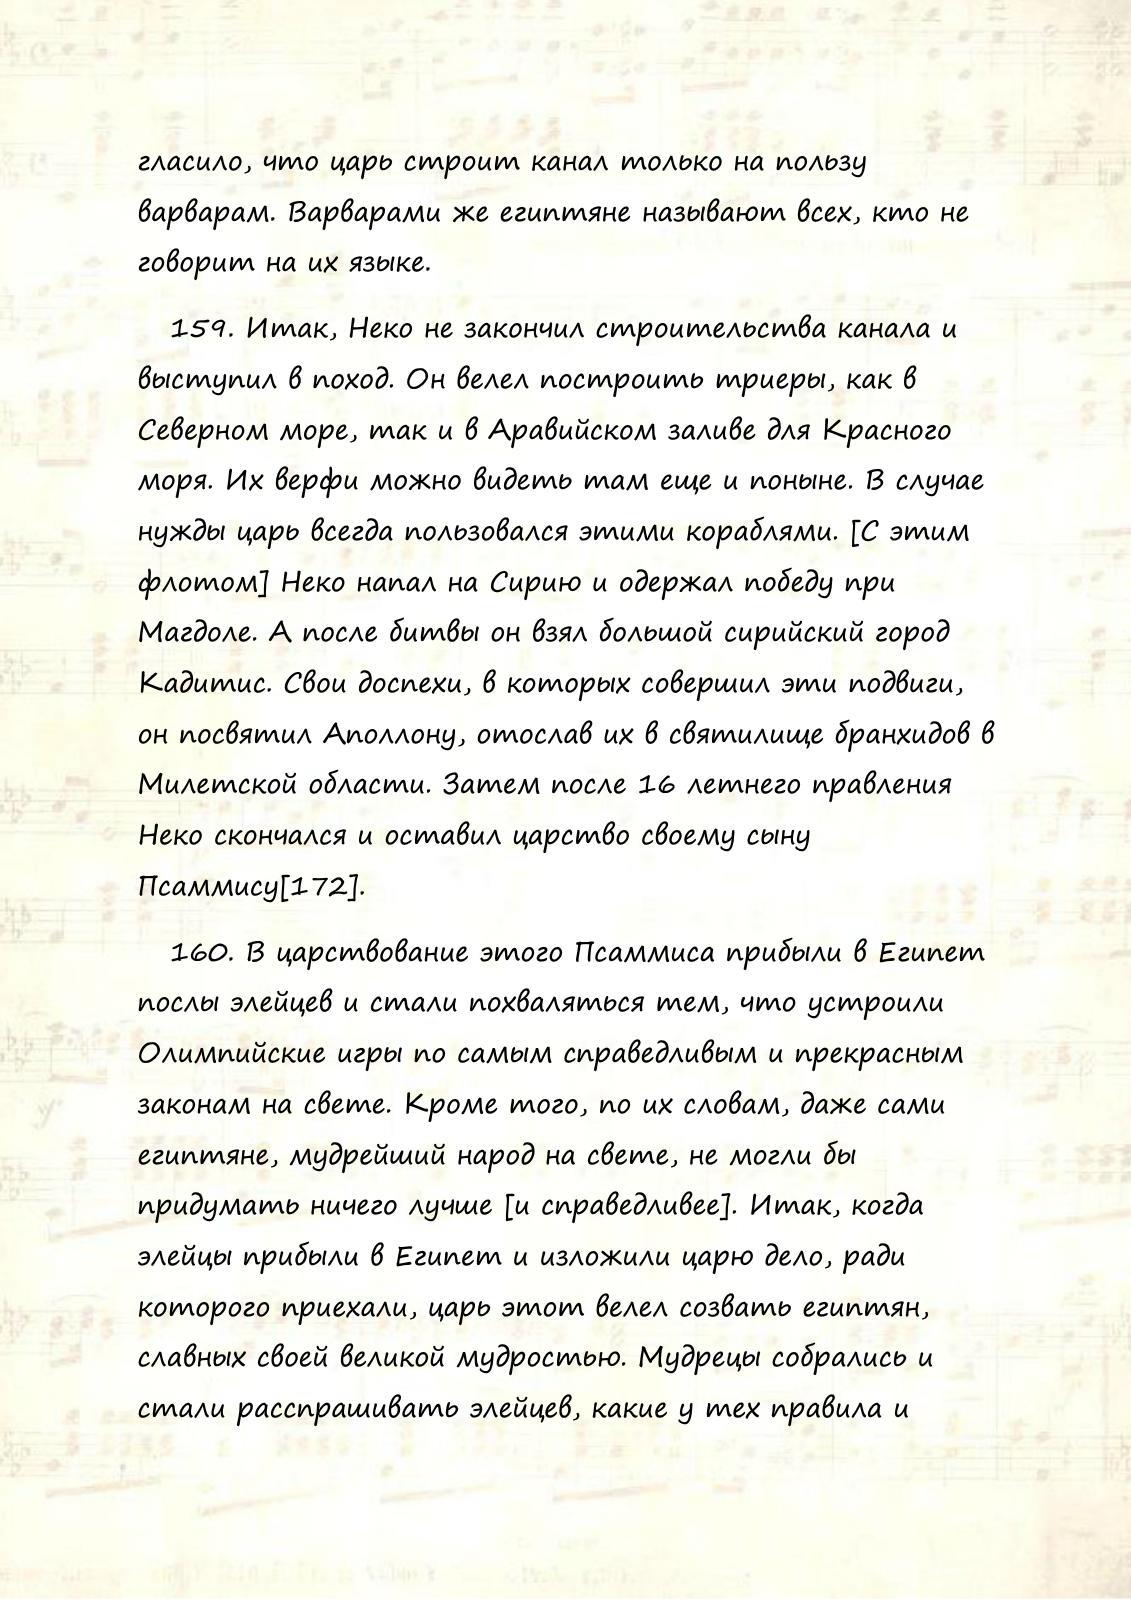 гласило, что царь строит канал только на пользу
варварам. Варварами же египтяне называют всех, кто не
говорит на их языке.
159. Итак, Неко не закончил строительства канала и
выступил в поход. Он велел построить триеры, как в
Северном море, так и в Аравийском заливе для Красного
моря. Их верфи можно видеть там еще и поныне. В случае
нужды царь всегда пользовался этими кораблями. [С этим
флотом] Неко напал на Сирию и одержал победу при
Магдоле. А после битвы он взял большой сирийский город
Кадитис. Свои доспехи, в которых совершил эти подвиги,
он посвятил Аполлону, отослав их в святилище бранхидов в
Милетской области. Затем после 16 летнего правления
Неко скончался и оставил царство своему сыну
Псаммису[172].
160. В царствование этого Псаммиса прибыли в Египет
послы элейцев и стали похваляться тем, что устроили
Олимпийские игры по самым справедливым и прекрасным
законам на свете. Кроме того, по их словам, даже сами
египтяне, мудрейший народ на свете, не могли бы
придумать ничего лучше [и справедливее]. Итак, когда
элейцы прибыли в Египет и изложили царю дело, ради
которого приехали, царь этот велел созвать египтян,
славных своей великой мудростью. Мудрецы собрались и
стали расспрашивать элейцев, какие у тех правила и